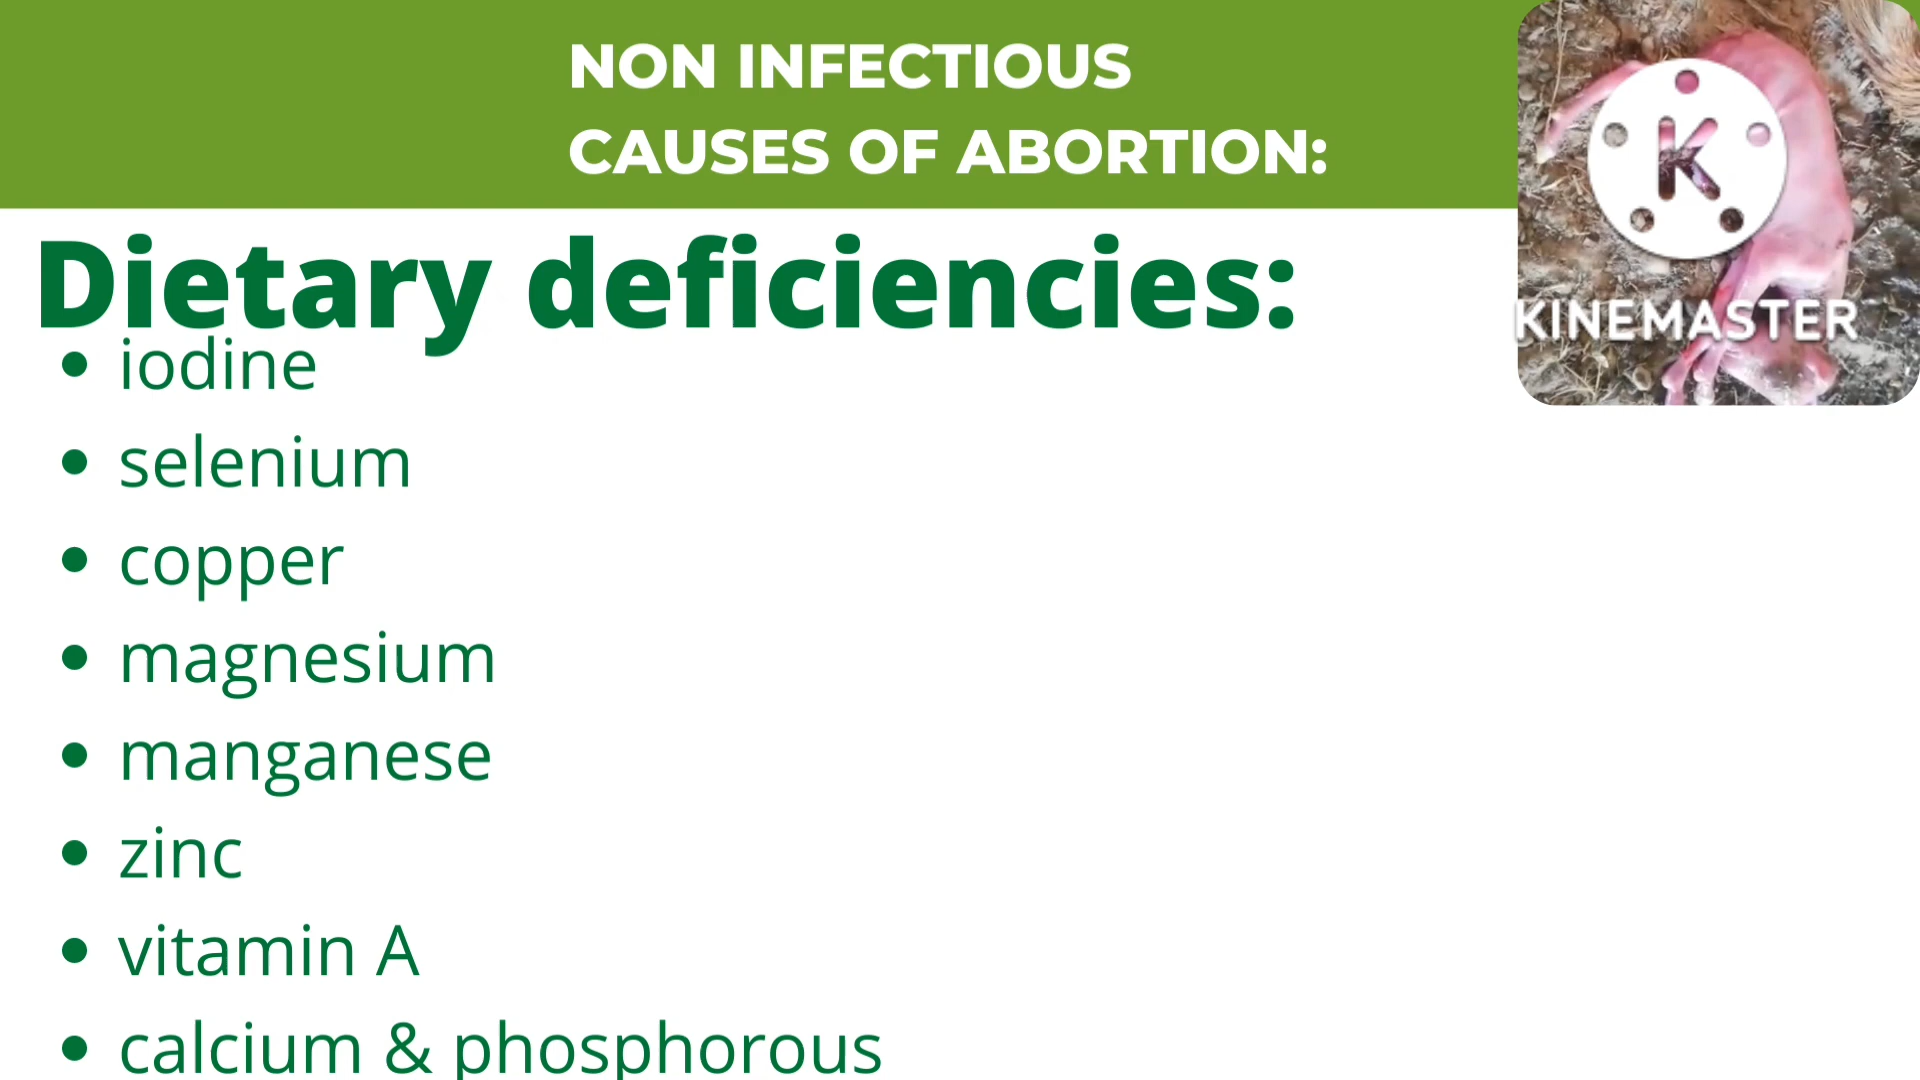 NON INFECTIOUS
CAUSES OF ABORTION:
Dietary deficiencies:
• iodine
• selenium
• copper
• magnesium
• manganese
• zinc
• vitamin A
• calcium & phosphorous
K
KINEMASTER